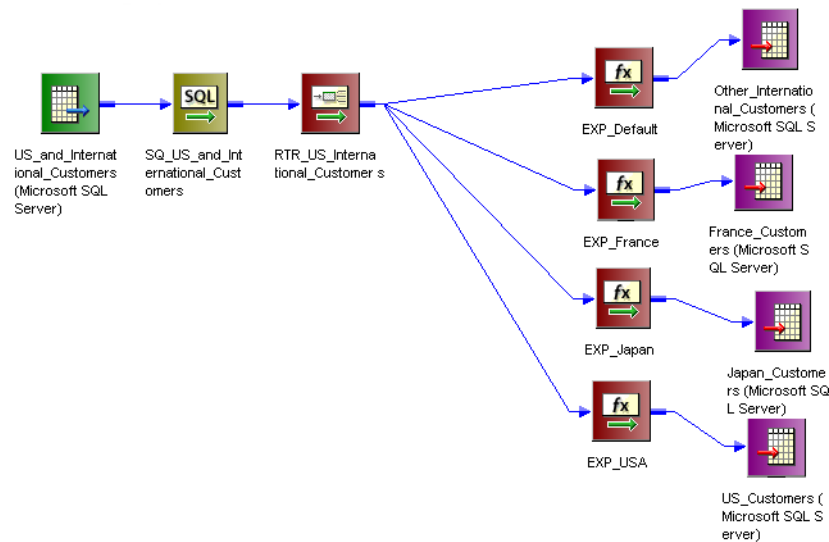 SQL
fx
fx
fx
fx
US_and_Internat
ional_Customers
(Microsoft SQL
Server)
SQ_US_and_Int
ernational_Cust
omers
RTR_US_Interna
tional_Customer s
EXP_Default
Other_Internatio
nal_Customers (
Microsoft SQL S
erver)
EXP_France
France_Custom
ers (Microsoft S
QL Server)
EXP_Japan
Japan_Custome
rs (Microsoft SQ
L Server)
EXP_USA
US_Customers (
Microsoft SQL S
erver)